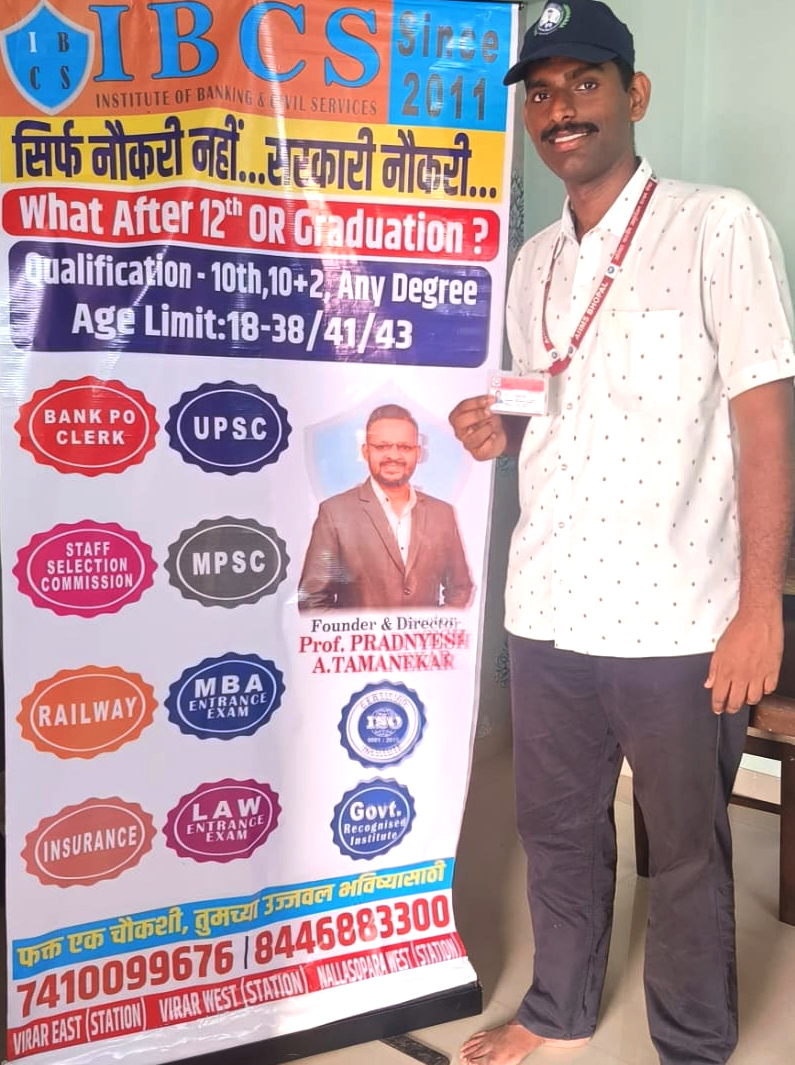 I B
C S
IBCS
Since
2011
INSTITUTE OF BANKING & CIVIL SERVICES
सिर्फ नौकरी नहीं...सरकारी नौकरी...
What After 12th OR Graduation ?
Qualification - 10th,10+2, Any Degree
Age Limit:18-38/41/43
BANK PO
CLERK
UPSC
STAFF
SELECTION
COMMISSION
MPSC
Founder & Director
Prof. PRADNYESH
A.TAMANEKAR
RAILWAY
MBA
ENTRANCE
EXAM
ISO
INSURANCE
LAW
ENTRANCE
EXAM
Govt.
Recognised
Institute
फक्त एक चौकशी, तुमच्या उज्जवल भविष्यासाठी
7410099676 | 8446883300
VIRAR EAST (STATION) VIRAR WEST (STATION) NALLASOPARA WEST (STATION)
AIIMS BHOPAL